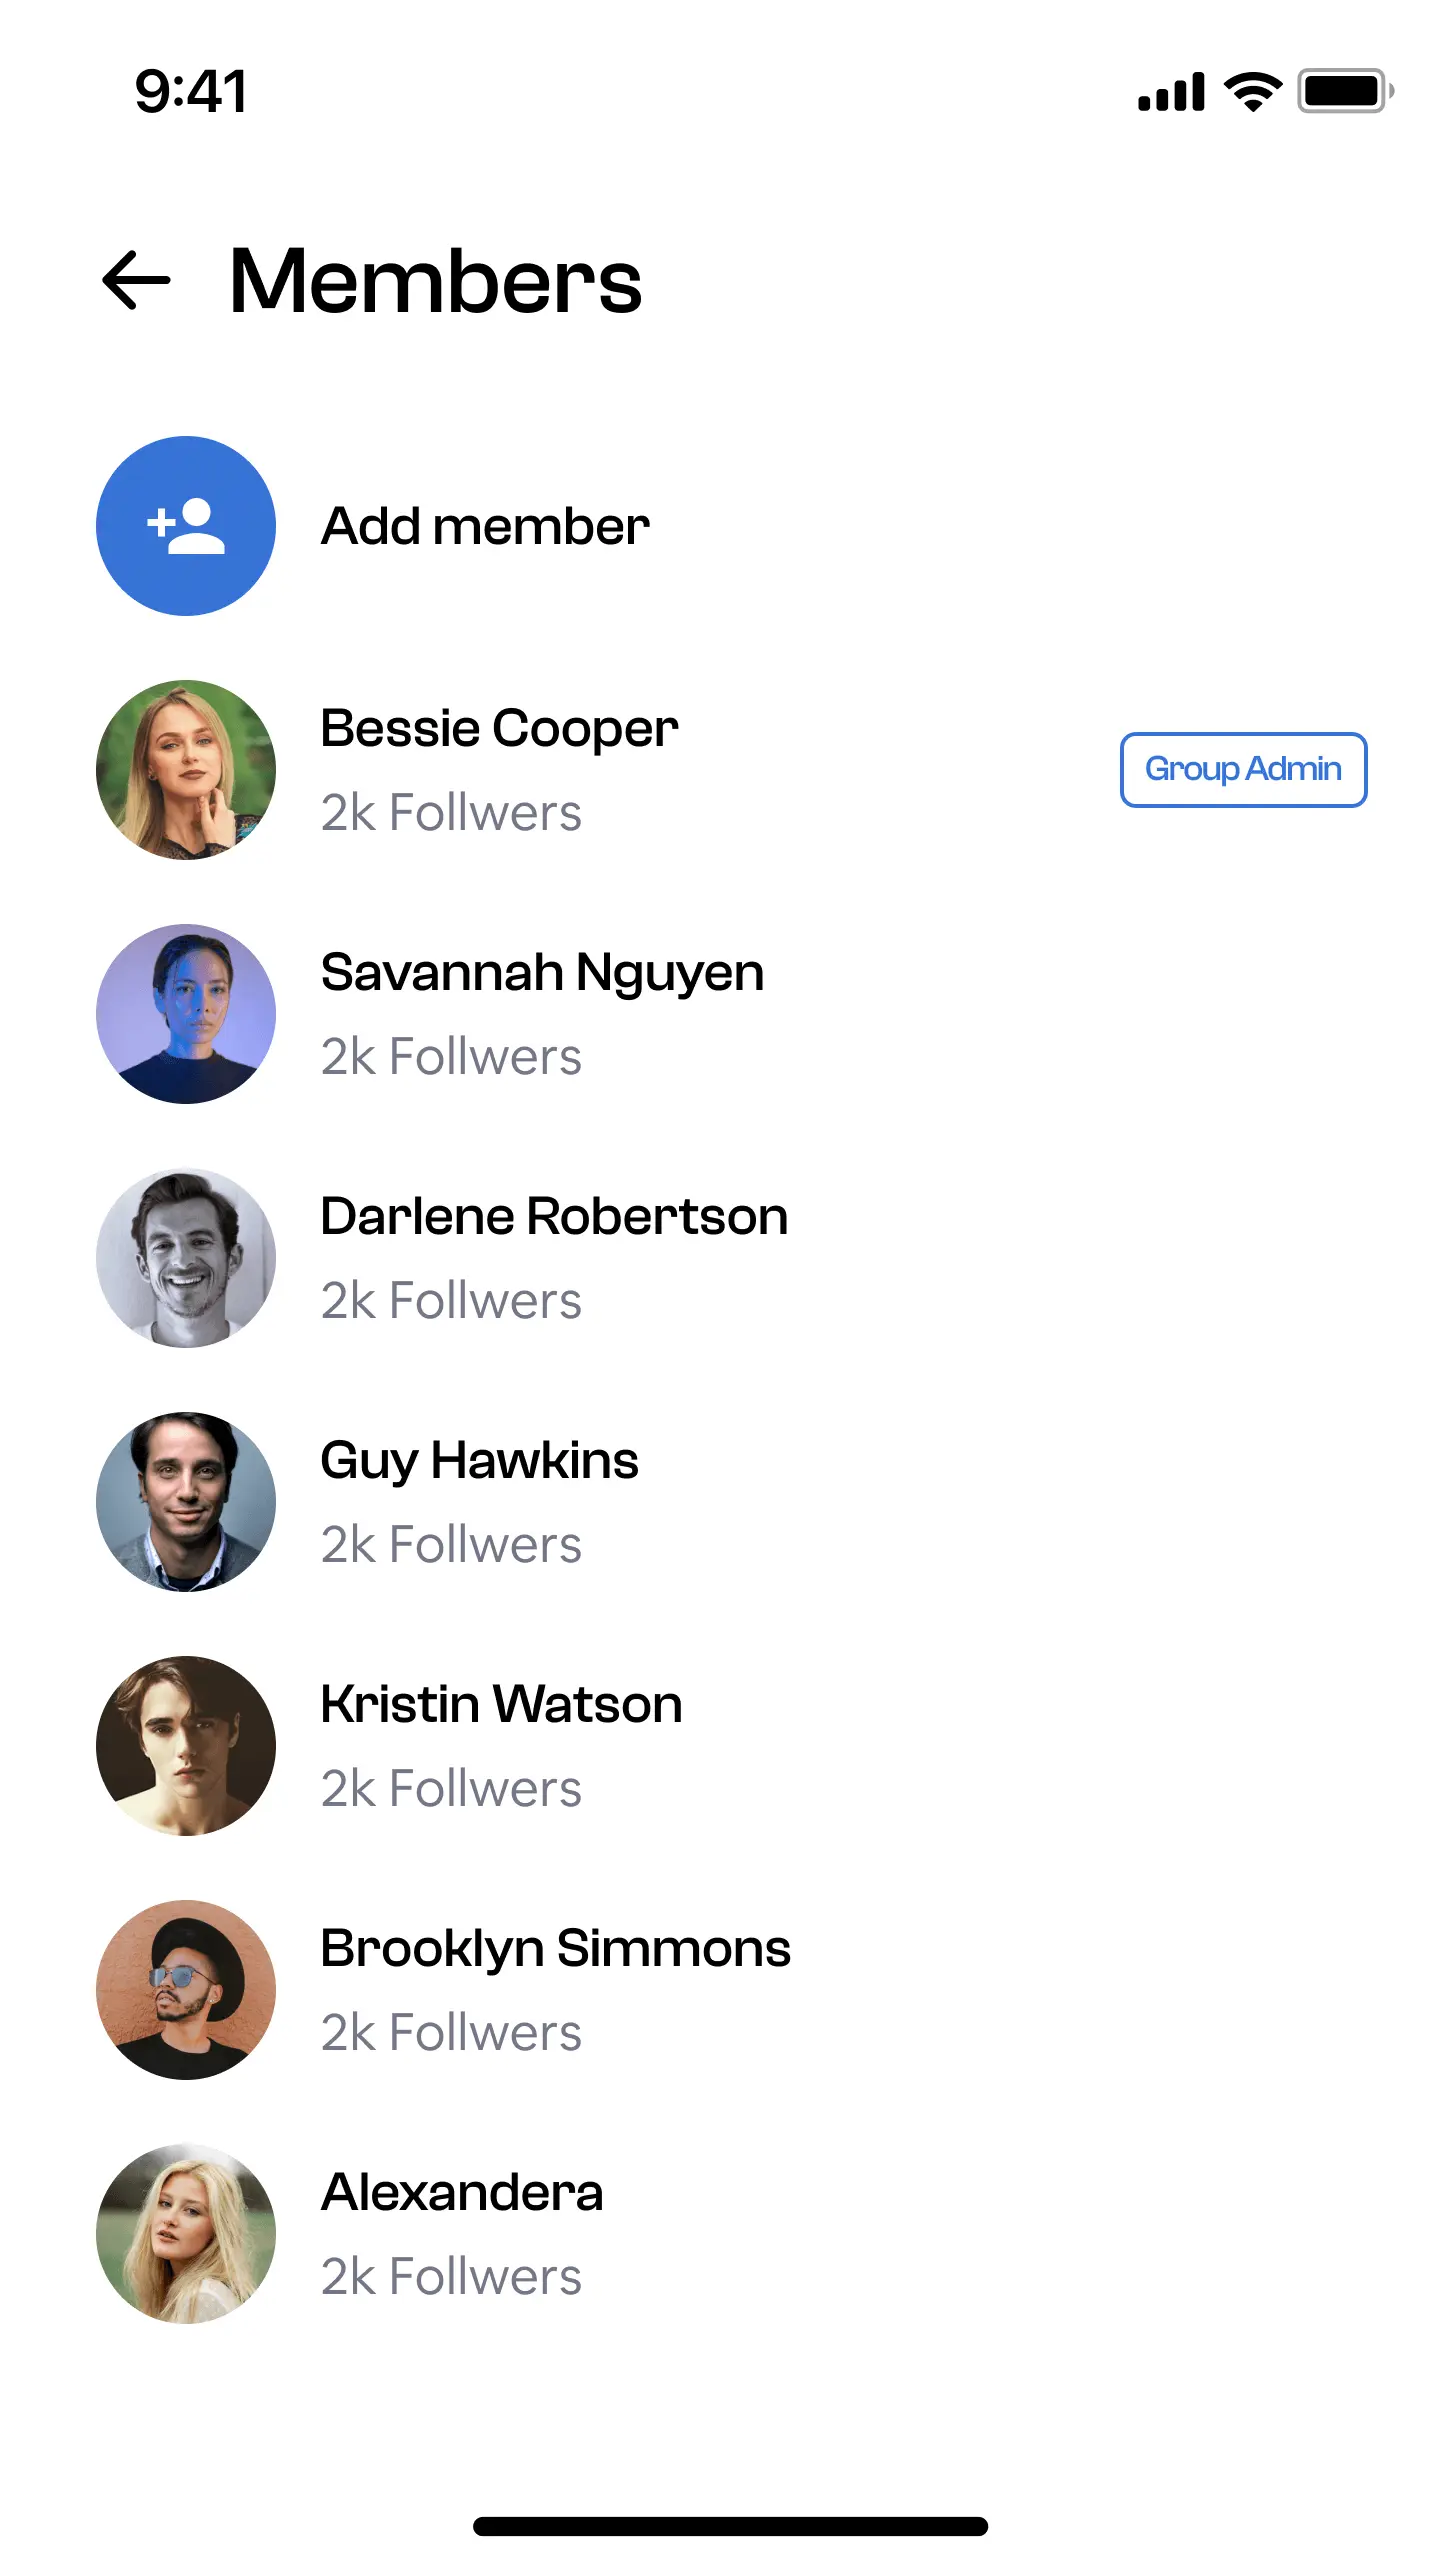 9:41
Members
Add member
Bessie Cooper
2k Follwers
Group Admin
Savannah Nguyen
2k Follwers
Darlene Robertson
2k Follwers
Guy Hawkins
2k Follwers
Kristin Watson
2k Follwers
Brooklyn Simmons
2k Follwers
Alexandera
2k Follwers